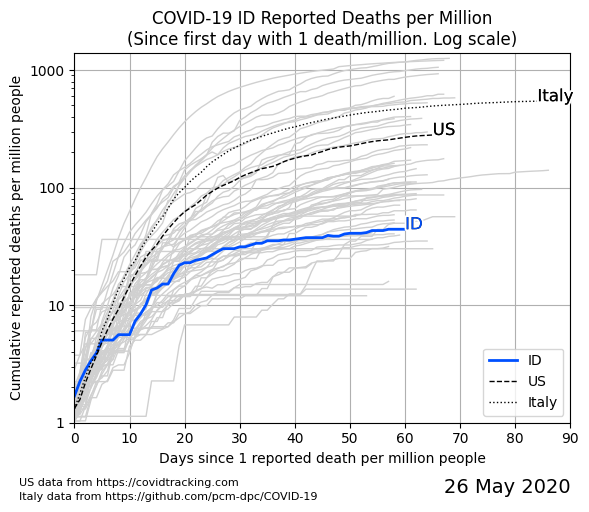 COVID-19 ID Reported Deaths per Million
(Since first day with 1 death/million. Log scale)
Cumulative reported deaths per million people
1000
100
10
1
Italy
US
ID
ID
US
Italy
0 10 20 30 40 50 60 70 80 90
Days since 1 reported death per million people
US data from https://covidtracking.com
Italy data from https://github.com/pcm-dpc/COVID-19
26 May 2020